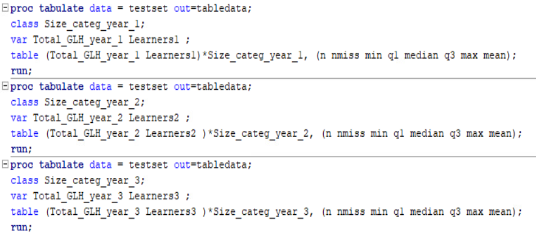 proc tabulate data = testset out=tabledata;
class Size_categ_year_1;
var Total_GLH_year_1 Learners1 ;
table (Total_GLH_year_1 Learners1)*Size_categ_year_1, (n nmiss min q1 median q3 max mean);
run;
proc tabulate data = testset out=tabledata;
class Size_categ_year_2;
var Total_GLH_year_2 Learners2 ;
table (Total_GLH_year_2 Learners2 )*Size_categ_year_2, (n nmiss min q1 median q3 max mean);
run;
proc tabulate data = testset out=tabledata;
class Size_categ_year_3;
var Total_GLH_year_3 Learners3 ;
table (Total_GLH_year_3 Learners3 )*Size_categ_year_3, (n nmiss min q1 median q3 max mean);
run;